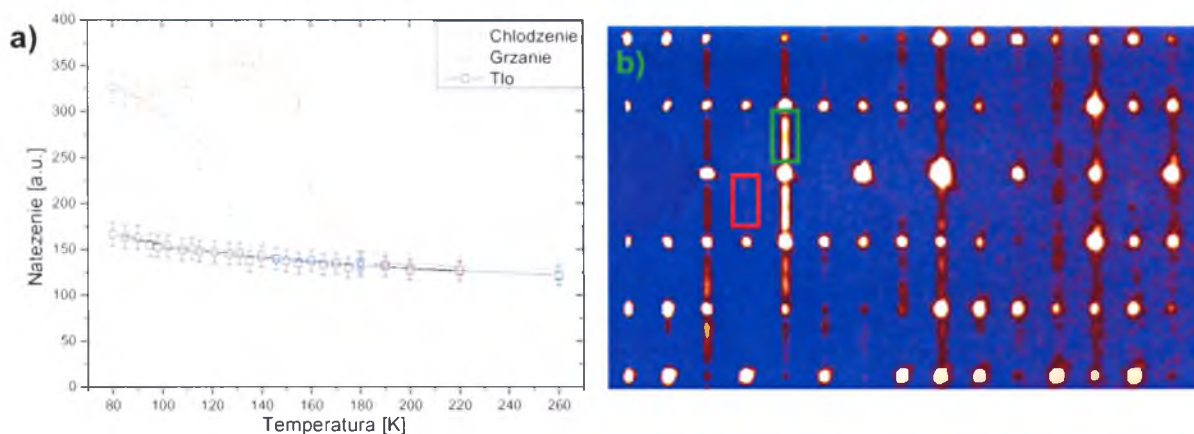 a)
Chlodzenie
Grzanie
Tlo
400
350
300
250
200
150
100
50
0
Natezenie [a.u.]
80 100 120 140 160 180 200 220 240 260
Temperatura [K]
b)